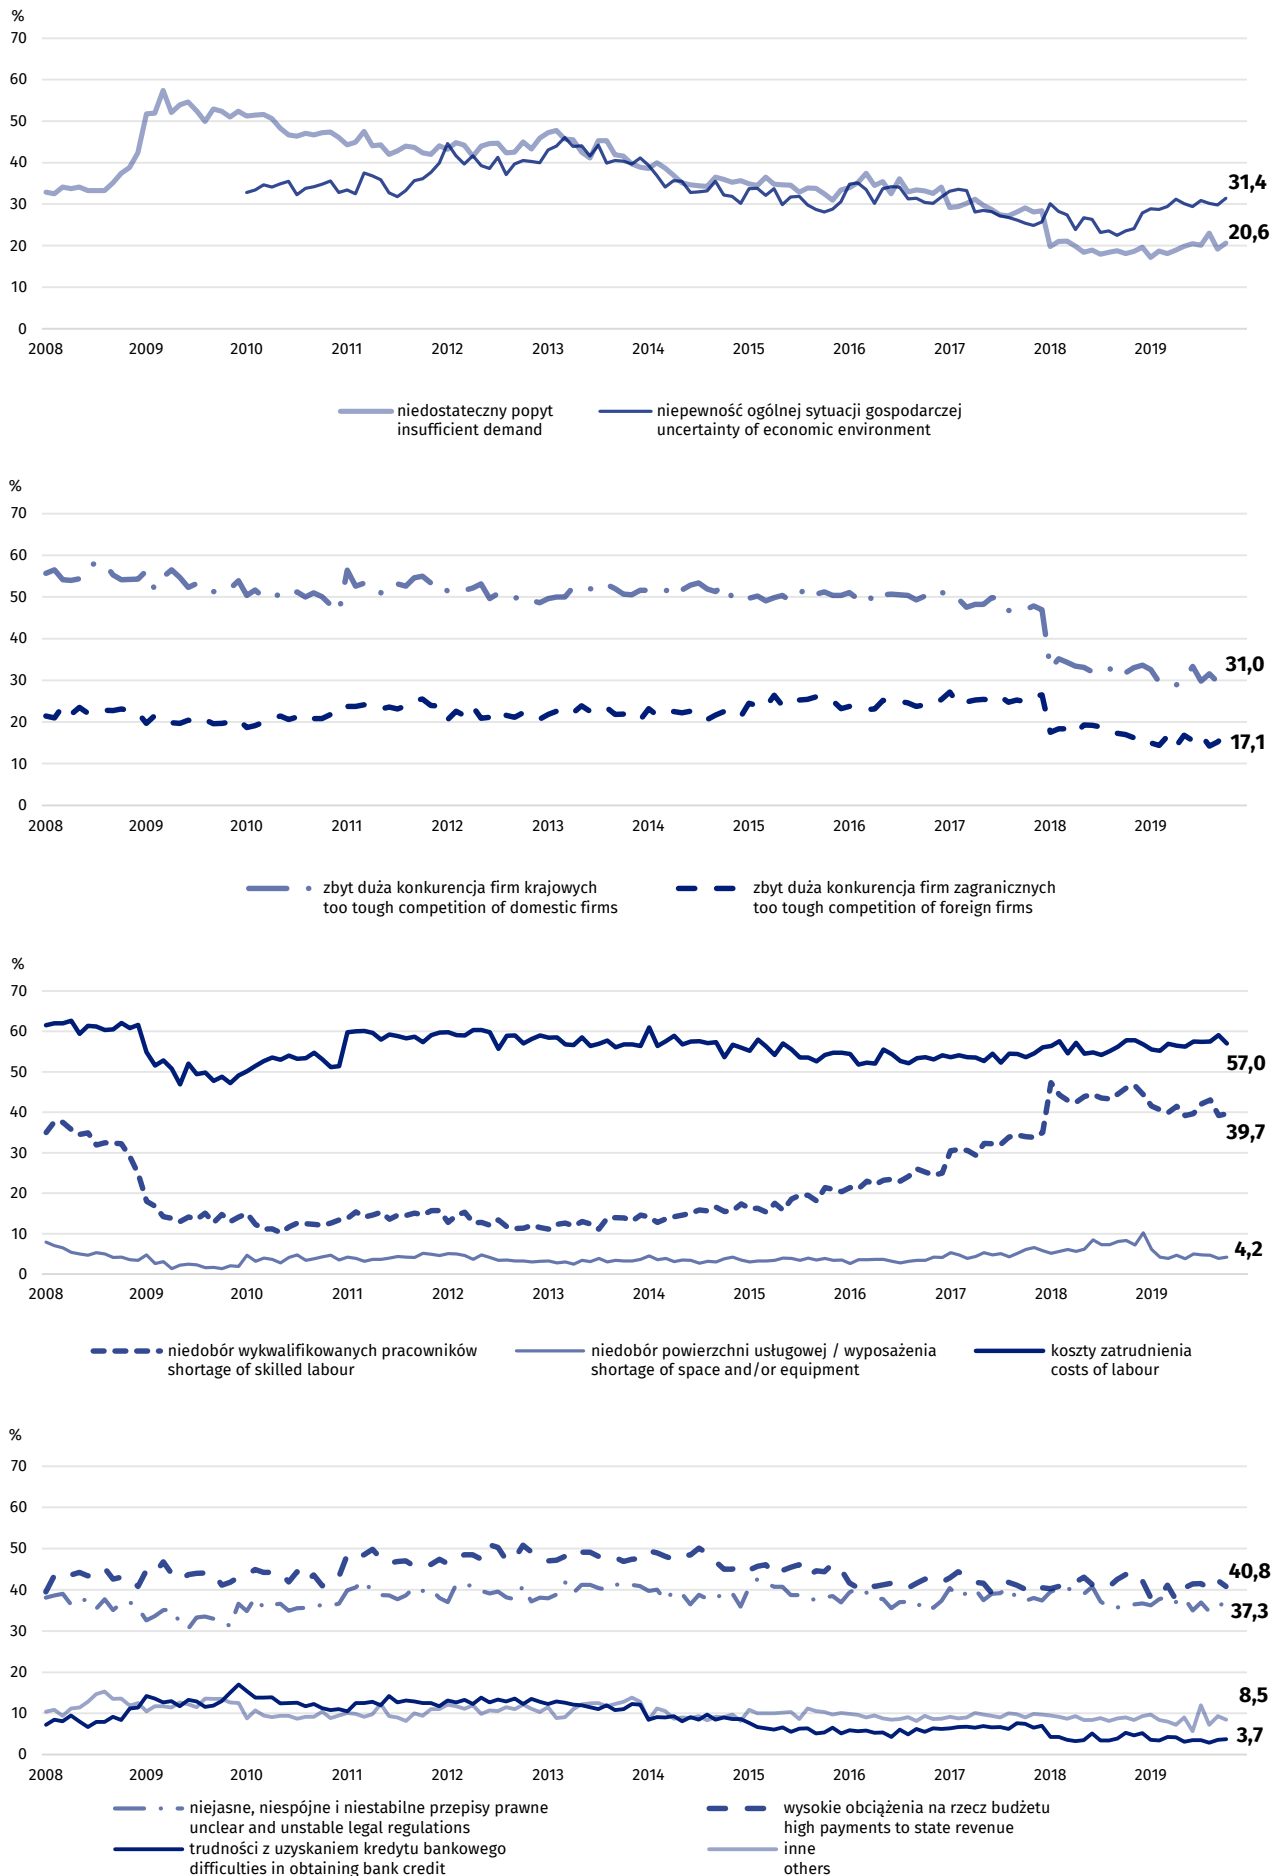 %
70
60
50
40
30
20
10
0
31,4
20,6
2008 2009 2010 2011 2012 2013 2014 2015 2016 2017 2018 2019
niedostateczny popyt
insufficient demand
niepewność ogólnej sytuacji gospodarczej
uncertainty of economic environment
%
70
60
50
40
30
20
10
0
31,0
17,1
2008 2009 2010 2011 2012 2013 2014 2015 2016 2017 2018 2019
zbyt duża konkurencja firm krajowych
too tough competition of domestic firms
zbyt duża konkurencja firm zagranicznych
too tough competition of foreign firms
%
70
60
50
40
30
20
10
0
57,0
39,7
4,2
2008 2009 2010 2011 2012 2013 2014 2015 2016 2017 2018 2019
niedobór wykwalifikowanych pracowników
shortage of skilled labour
niedobór powierzchni usługowej / wyposażenia
shortage of space and/or equipment
koszty zatrudnienia
costs of labour
%
70
60
50
40
30
20
10
0
40,8
37,3
8,5
3,7
2008 2009 2010 2011 2012 2013 2014 2015 2016 2017 2018 2019
niejasne, niespójne i niestabilne przepisy prawne
unclear and unstable legal regulations
wysokie obciążenia na rzecz budżetu
high payments to state revenue
trudności z uzyskaniem kredytu bankowego
difficulties in obtaining bank credit
inne
others